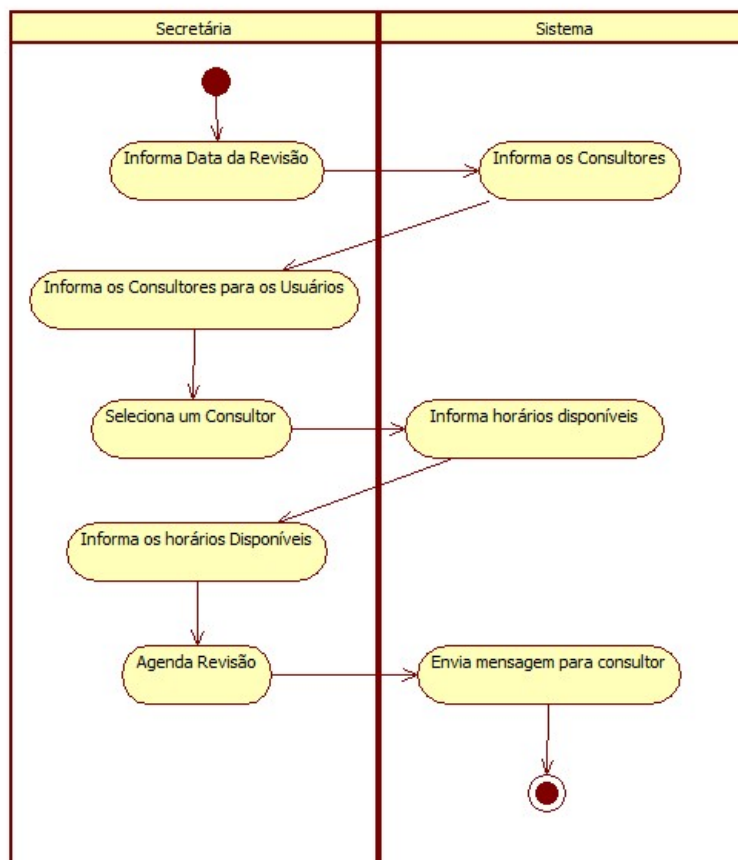 Secretária
Sistema
Informa Data da Revisão
Informa os Consultores
Informa os Consultores para os Usuários
Seleciona um Consultor
Informa horários disponíveis
Informa os horários Disponíveis
Agenda Revisão
Envia mensagem para consultor